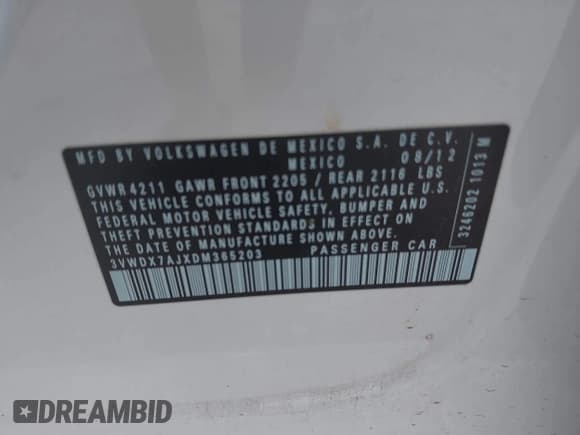 MFD BY VOLKSWAGEN DE MEXICO S.A. DE C.V.
MEXICO 08/12
GVWR 4211 GAWR FRONT 2205 / REAR 2116 LBS
THIS VEHICLE CONFORMS TO ALL APPLICABLE U.S.
FEDERAL MOTOR VEHICLE SAFETY, BUMPER AND
THEFT PREVENTION STANDARDS IN EFFECT ON
THE DATE OF MANUFACTURE SHOWN ABOVE.
3VWDX7AJXDM365203 PASSENGER CAR
3246202 1013 M
DREAMBID